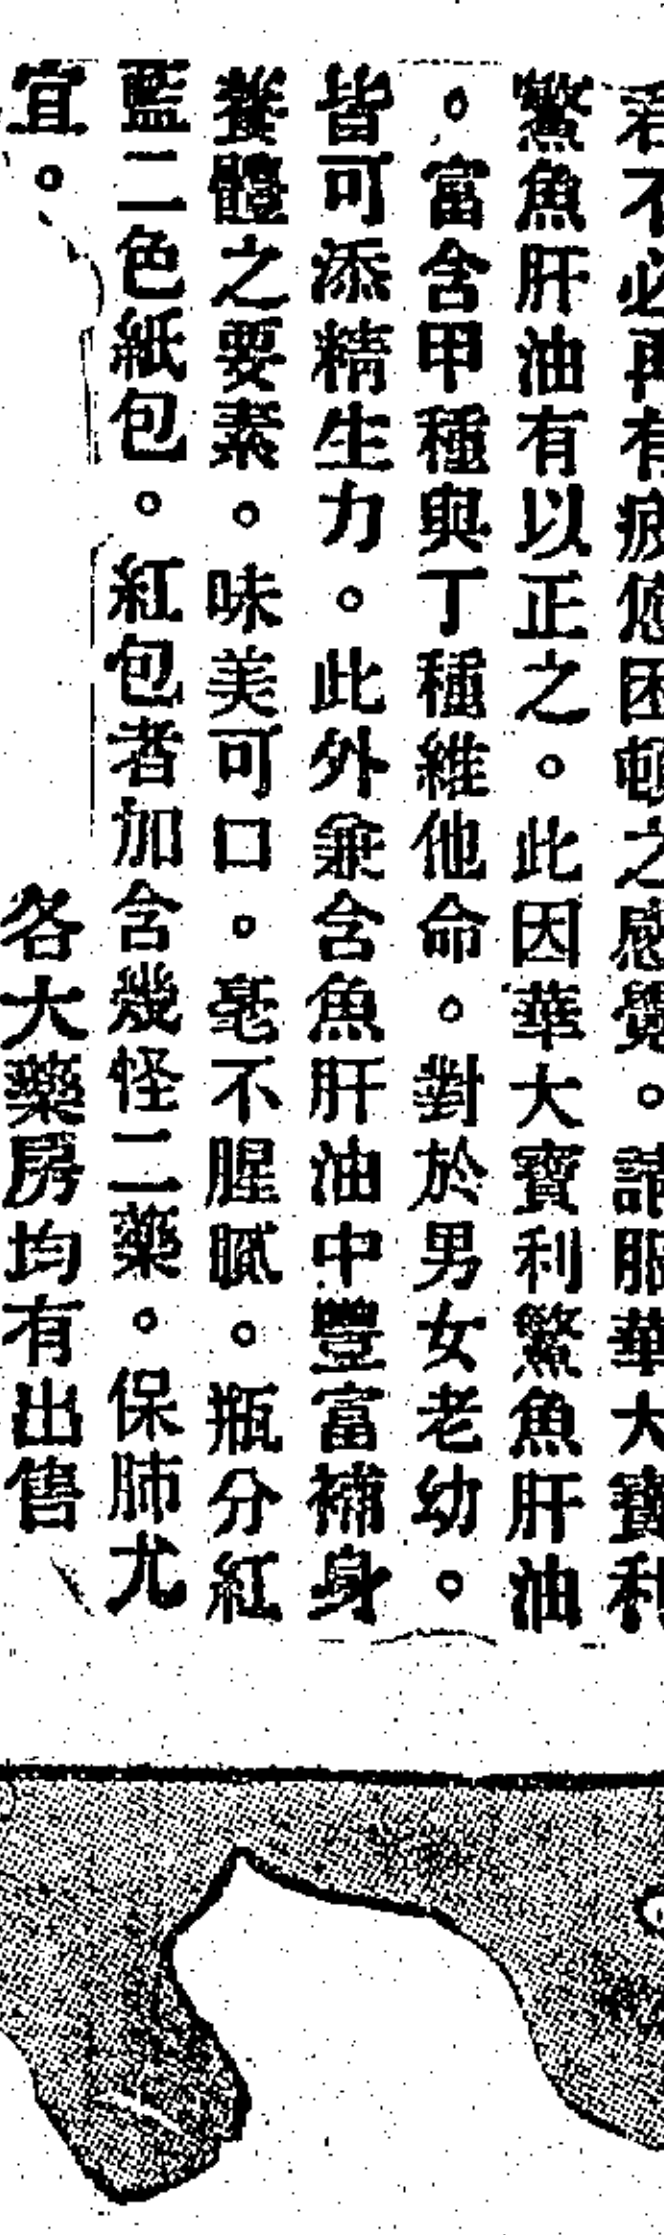 若不必再有疲倦困頓之感覺。請服華大寶利
鰵魚肝油有以正之。此因華大寶利鰵魚肝油
。富含甲種與丁種維他命。對於男女老幼。
皆可添精生力。此外兼含魚肝油中豐富補身
養體之要素。味美可口。毫不腥膩。瓶分紅
藍二色紙包。紅包者加含幾怪二藥。保肺尤
宜。
各大藥房均有出售